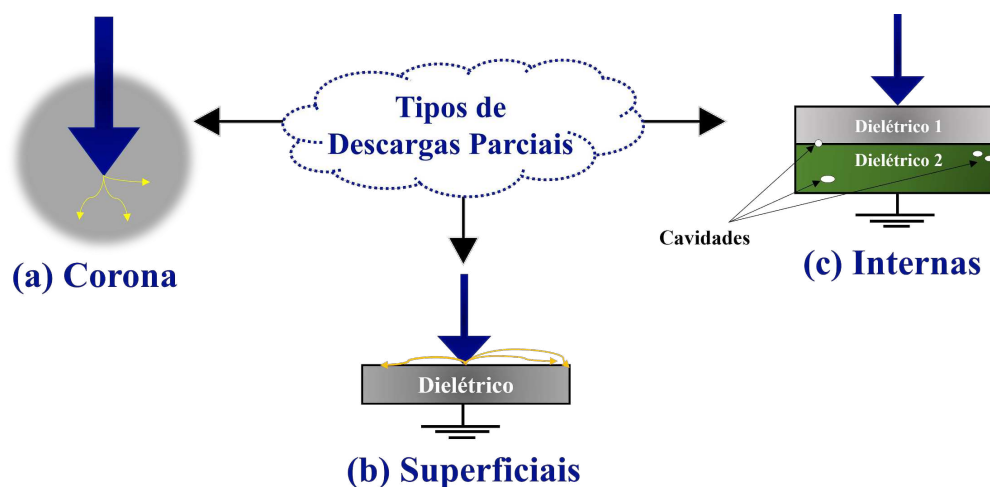 Tipos de
Descargas Parciais
(a) Corona
Dielétrico
(b) Superficiais
Dielétrico 1
Dielétrico 2
Cavidades
(c) Internas